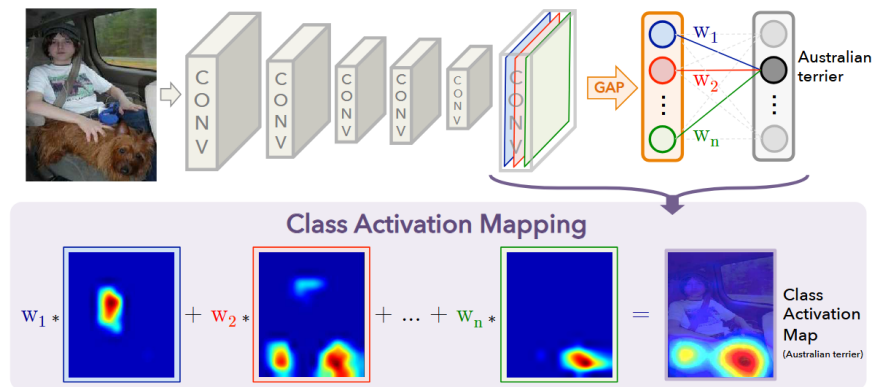 CONV
CONV
CONV
CONV
CONV
CONV
GAP
w1
w2
wn
Australian
terrier
Class Activation Mapping
w1 * + w2 * + ... + wn * =
Class
Activation
Map
(Australian terrier)